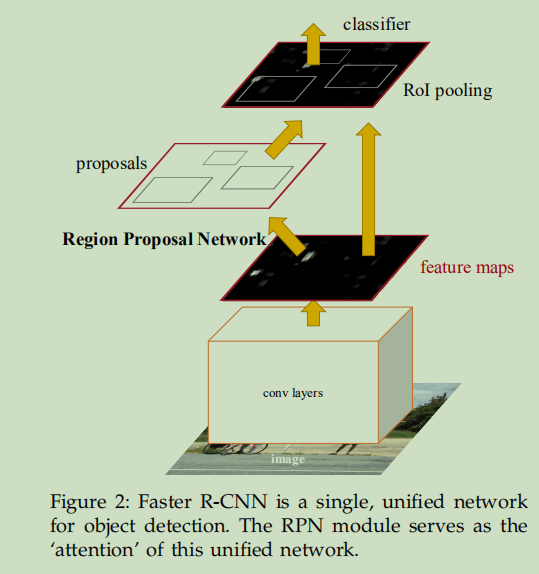 classifier
RoI pooling
proposals
Region Proposal Network
feature maps
conv layers
image
Figure 2: Faster R-CNN is a single, unified network
for object detection. The RPN module serves as the
‘attention’ of this unified network.